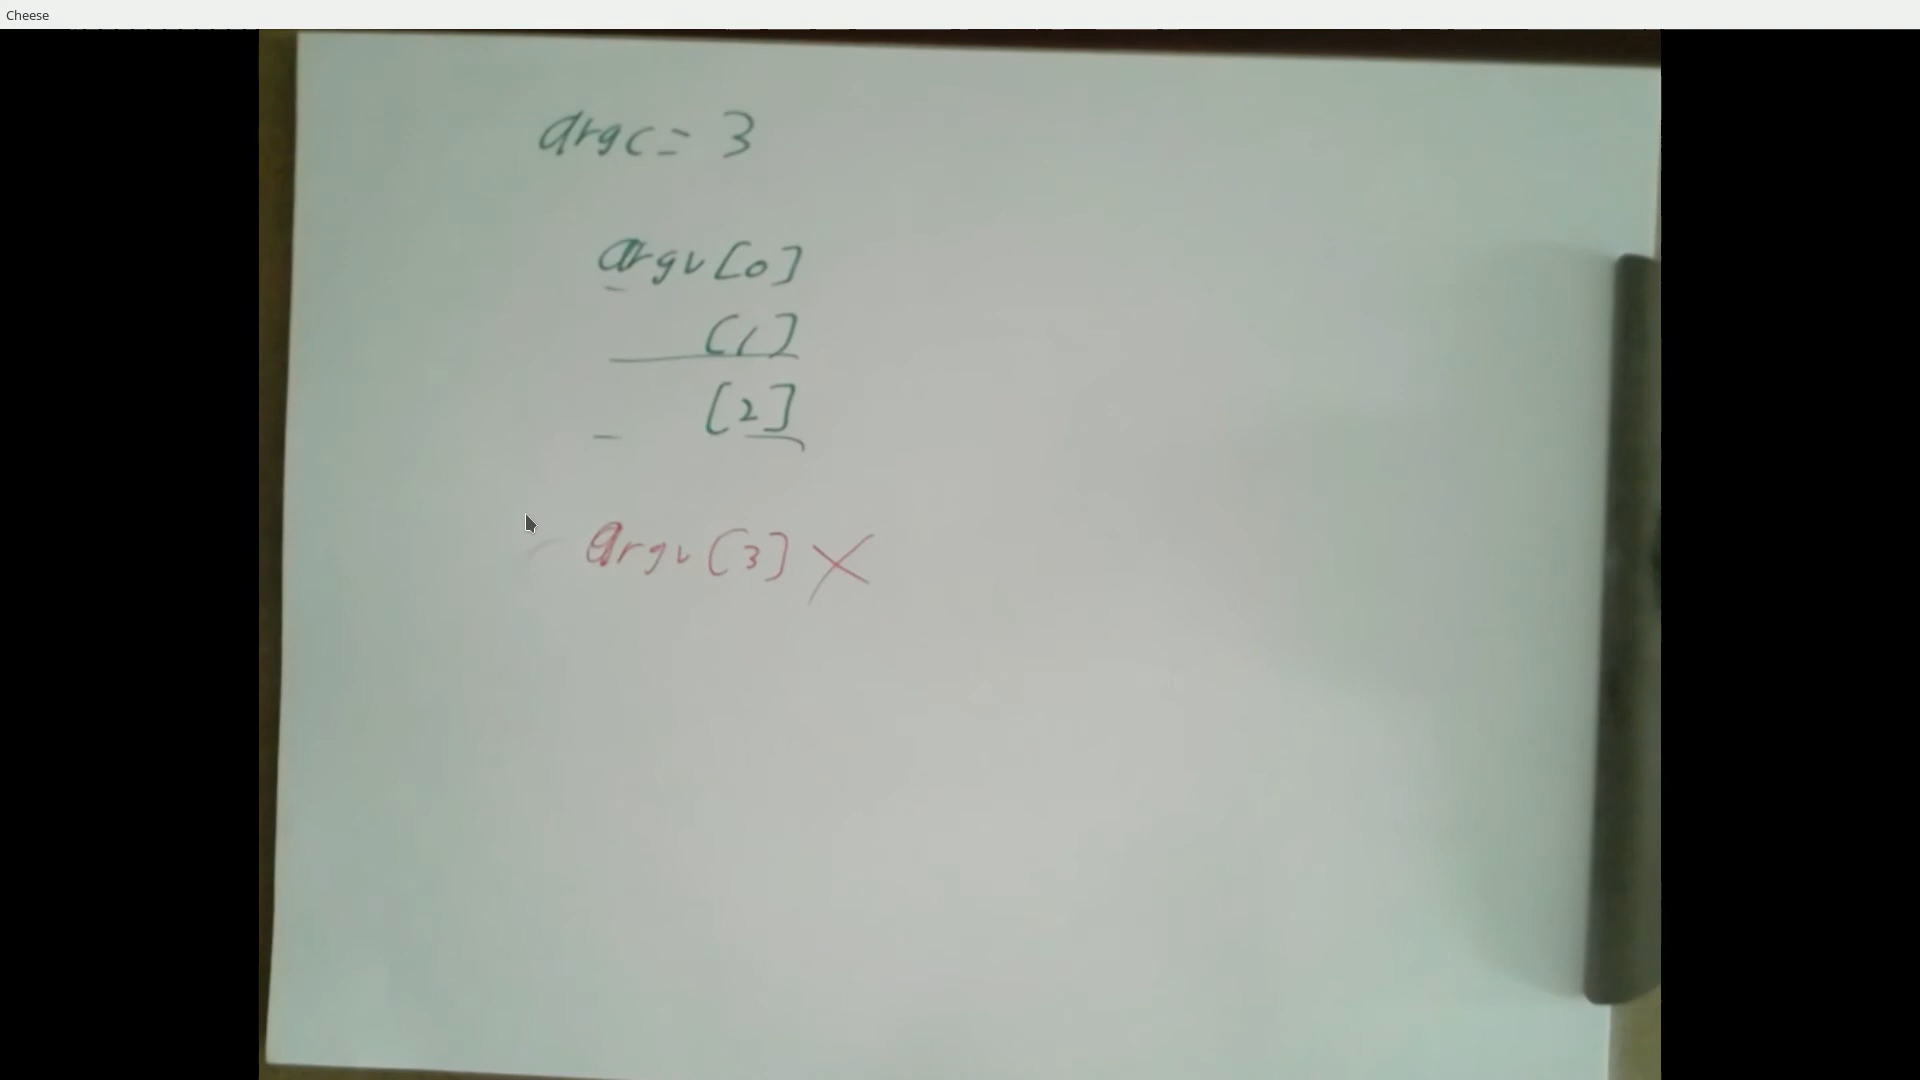 Cheese
argc = 3
argv [0]
[1]
[2]
argv [3] X